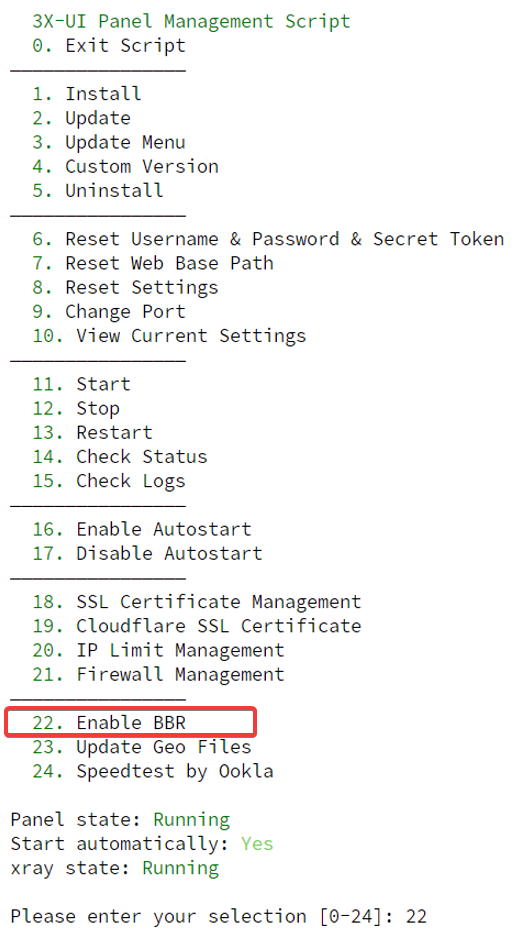 3X-UI Panel Management Script
0. Exit Script
————————————————
1. Install
2. Update
3. Update Menu
4. Custom Version
5. Uninstall
————————————————
6. Reset Username & Password & Secret Token
7. Reset Web Base Path
8. Reset Settings
9. Change Port
10. View Current Settings
————————————————
11. Start
12. Stop
13. Restart
14. Check Status
15. Check Logs
————————————————
16. Enable Autostart
17. Disable Autostart
————————————————
18. SSL Certificate Management
19. Cloudflare SSL Certificate
20. IP Limit Management
21. Firewall Management
————————————————
22. Enable BBR
23. Update Geo Files
24. Speedtest by Ookla
Panel state: Running
Start automatically: Yes
xray state: Running
Please enter your selection [0-24]: 22